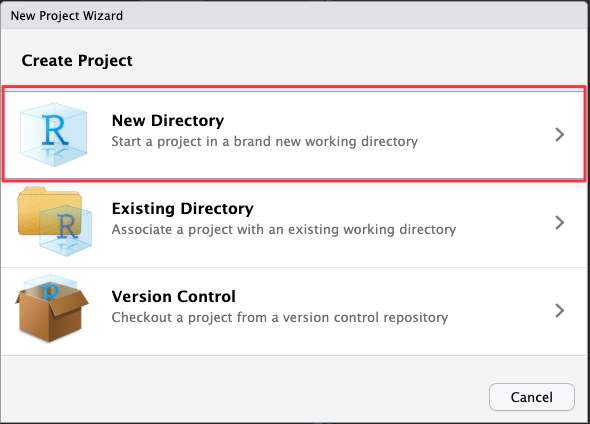 New Project Wizard
Create Project
R
New Directory
Start a project in a brand new working directory
R
Existing Directory
Associate a project with an existing working directory
R
Version Control
Checkout a project from a version control repository
Cancel